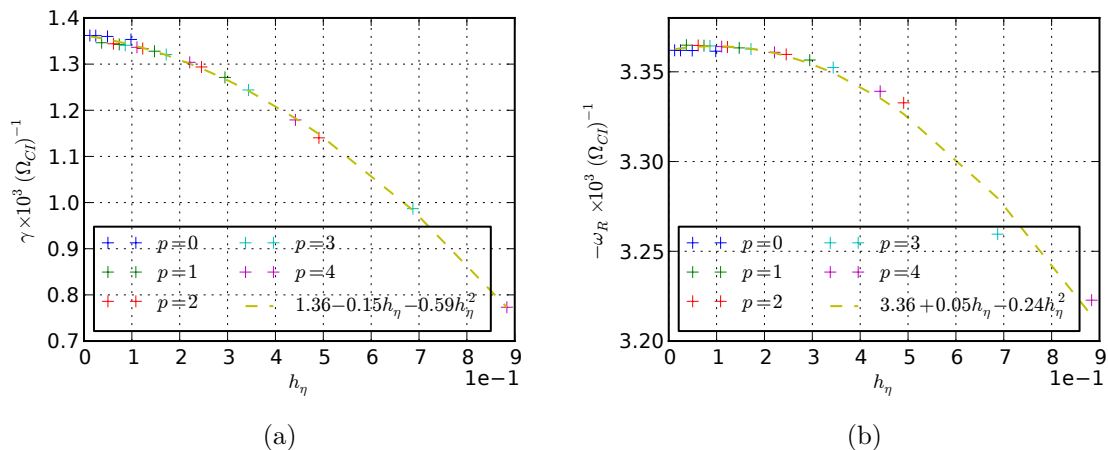 1.4
1.3
1.2
1.1
1.0
0.9
0.8
0.7
γ ×10³ (Ω_{CI})^{−1}
p=0
p=1
p=2
p=3
p=4
1.36−0.15h_η−0.59h_η²
0 1 2 3 4 5 6 7 8 9
1e-1
h_η
(a)
3.35
3.30
3.25
3.20
−ω_R ×10³ (Ω_{CI})^{−1}
p=0
p=1
p=2
p=3
p=4
3.36+0.05h_η−0.24h_η²
0 1 2 3 4 5 6 7 8 9
1e-1
h_η
(b)